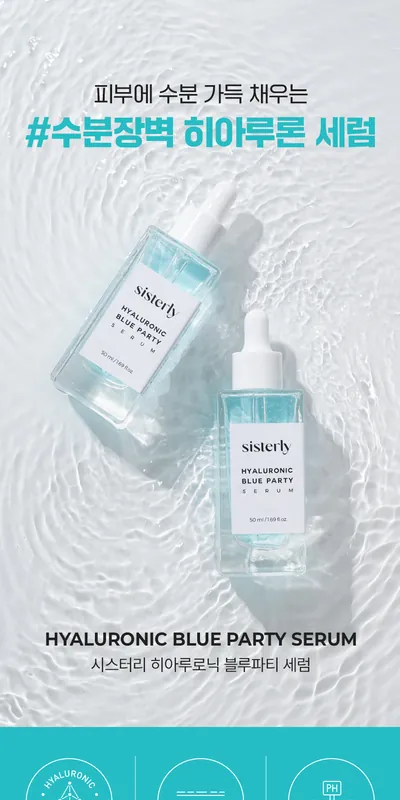 피부에 수분 가득 채우는
#수분장벽 히아루론 세럼
sisterly
HYALURONIC
BLUE PARTY
SERUM
50 ml / 1.69 fl oz.
sisterly
HYALURONIC
BLUE PARTY
SERUM
50 ml / 1.69 fl oz.
HYALURONIC BLUE PARTY SERUM
시스터리 히아루로닉 블루파티 세럼
HYALURONIC
PH